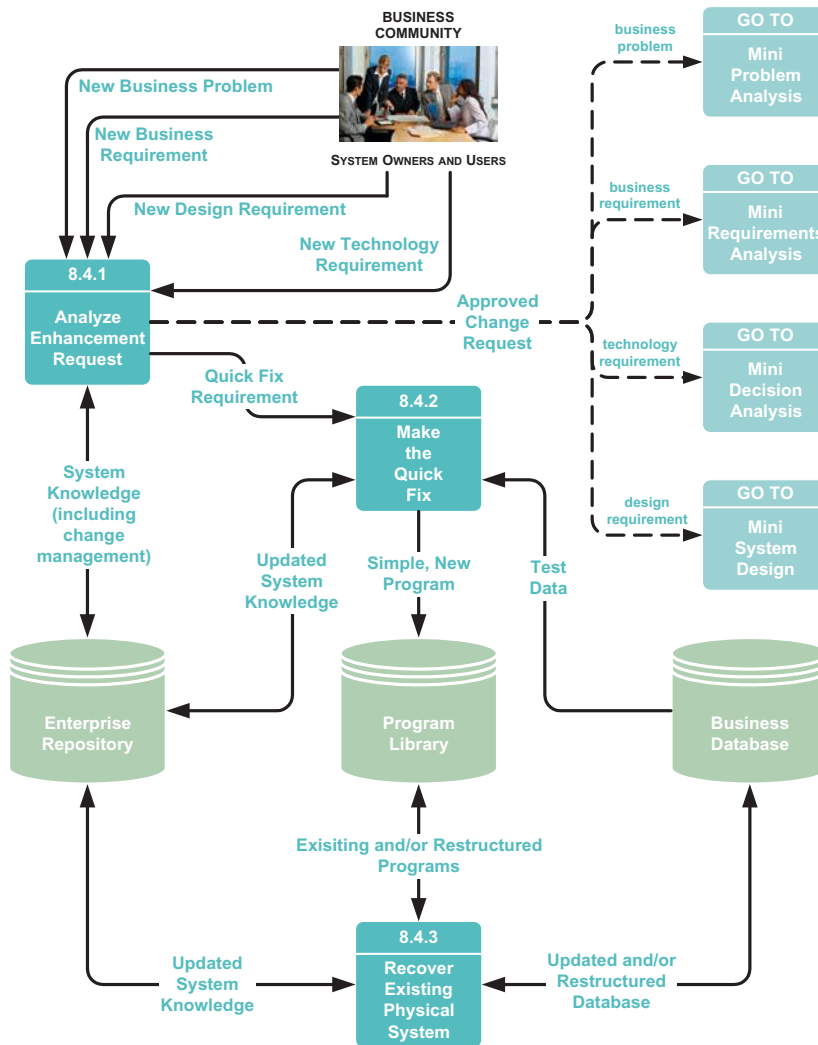 BUSINESS
COMMUNITY
SYSTEM OWNERS AND USERS
New Business Problem
New Business
Requirement
New Design Requirement
New Technology
Requirement
8.4.1
Analyze
Enhancement
Request
Approved
Change
Request
business
problem
GO TO
Mini
Problem
Analysis
business
requirement
GO TO
Mini
Requirements
Analysis
technology
requirement
GO TO
Mini
Decision
Analysis
design
requirement
GO TO
Mini
System
Design
Quick Fix
Requirement
8.4.2
Make
the
Quick
Fix
System
Knowledge
(including
change
management)
Updated
System
Knowledge
Simple, New
Program
Test
Data
Enterprise
Repository
Program
Library
Business
Database
Exisiting and/or Restructured
Programs
Updated
System
Knowledge
8.4.3
Recover
Existing
Physical
System
Updated and/or
Restructured
Database